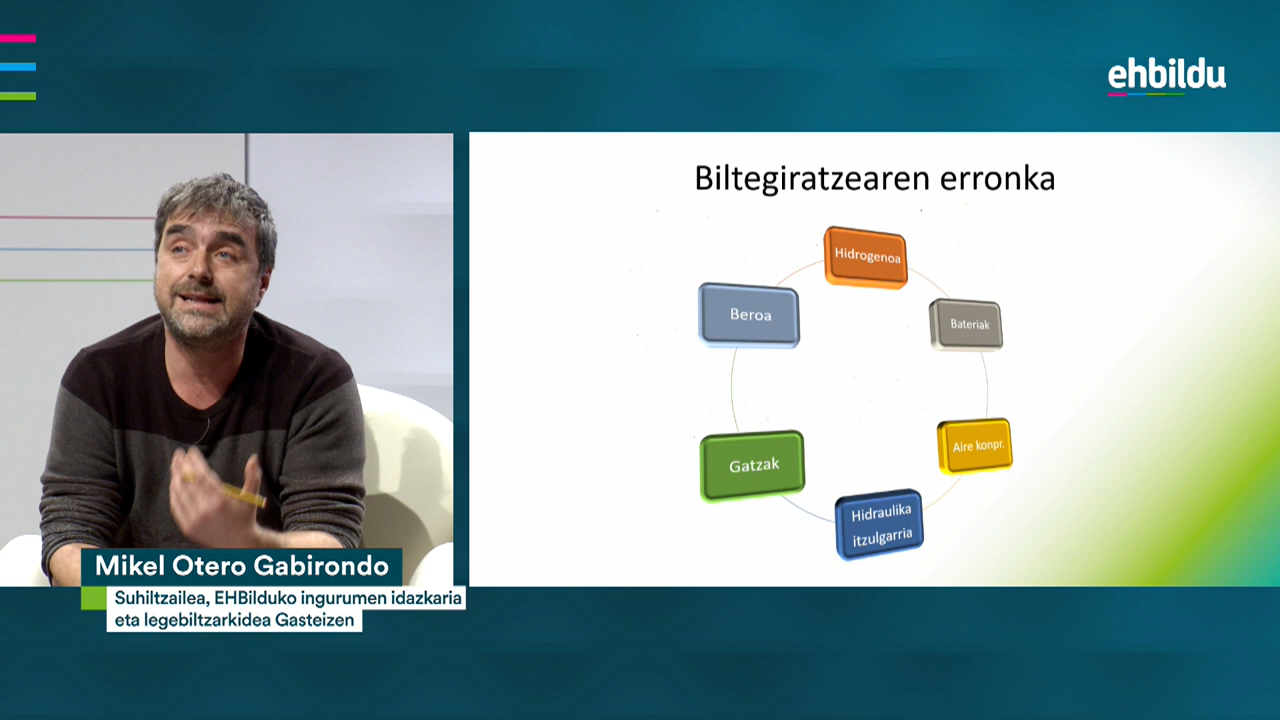 ehbildu
Biltegiratzearen erronka
Hidrogenoa
Beroa
Bateriak
Aire konpr.
Gatzak
Hidraulika
itzulgarria
Mikel Otero Gabirondo
Suhiltzailea, EHBilduko ingurumen idazkaria
eta legebiltzarkidea Gasteizen